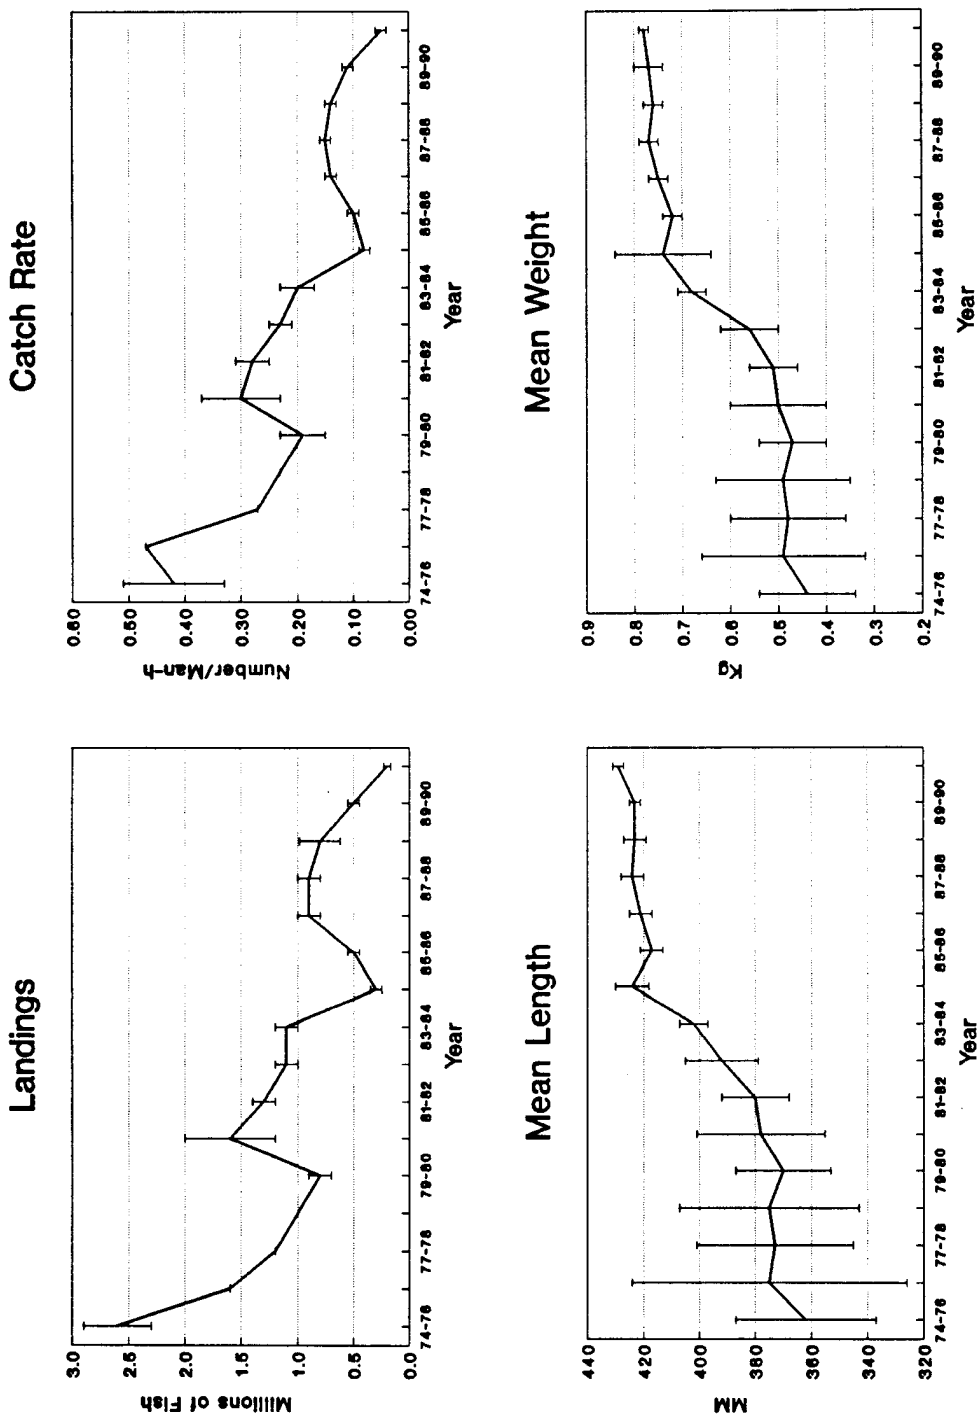 Landings
3.0
2.5
2.0
1.5
1.0
0.5
0.0
Millions of Fish
74-76 77-78 79-80 81-82 83-84 85-86 87-88 89-90
Year
Catch Rate
0.60
0.50
0.40
0.30
0.20
0.10
0.00
Number/Man-h
74-76 77-78 79-80 81-82 83-84 85-86 87-88 89-90
Year
Mean Length
440
420
400
380
360
340
320
MM
74-76 77-78 79-80 81-82 83-84 85-86 87-88 89-90
Year
Mean Weight
0.9
0.8
0.7
0.6
0.5
0.4
0.3
0.2
Kg
74-76 77-78 79-80 81-82 83-84 85-86 87-88 89-90
Year